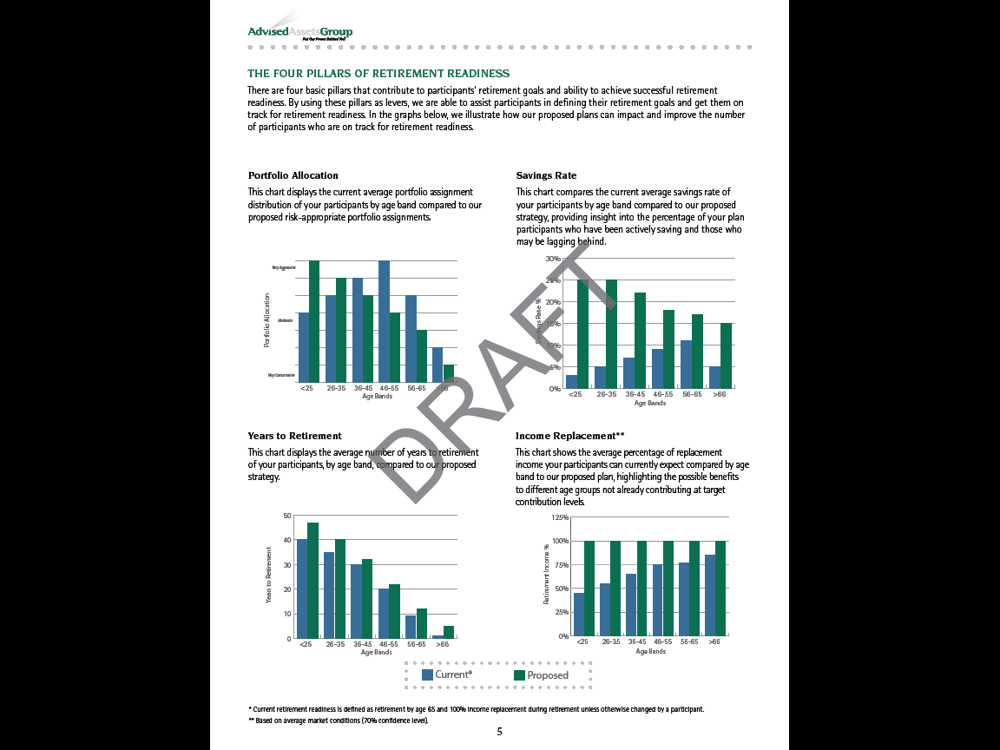 AdvisedAssetsGroup
Put Our Power Behind You
THE FOUR PILLARS OF RETIREMENT READINESS
There are four basic pillars that contribute to participants' retirement goals and ability to achieve successful retirement
readiness. By using these pillars as levers, we are able to assist participants in defining their retirement goals and get them on
track for retirement readiness. In the graphs below, we illustrate how our proposed plans can impact and improve the number
of participants who are on track for retirement readiness.
Portfolio Allocation
This chart displays the current average portfolio assignment
distribution of your participants by age band compared to our
proposed risk-appropriate portfolio assignments.
Very Aggressive
Moderate
Very Conservative
Portfolio Allocation
<25 26-35 36-45 46-55 56-65 >66
Age Bands
Savings Rate
This chart compares the current average savings rate of
your participants by age band compared to our proposed
strategy, providing insight into the percentage of your plan
participants who have been actively saving and those who
may be lagging behind.
30%
25%
20%
15%
10%
5%
0%
Savings Rate %
<25 26-35 36-45 46-55 56-65 >66
Age Bands
DRAFT
Years to Retirement
This chart displays the average number of years to retirement
of your participants, by age band, compared to our proposed
strategy.
50
40
30
20
10
0
Years to Retirement
<25 26-35 36-45 46-55 56-65 >66
Age Bands
Income Replacement**
This chart shows the average percentage of replacement
income your participants can currently expect compared by age
band to our proposed plan, highlighting the possible benefits
to different age groups not already contributing at target
contribution levels.
125%
100%
75%
50%
25%
0%
Retirement Income %
<25 26-35 36-45 46-55 56-65 >66
Age Bands
Current* Proposed
* Current retirement readiness is defined as retirement by age 65 and 100% income replacement during retirement unless otherwise changed by a participant.
** Based on average market conditions (70% confidence level).
5